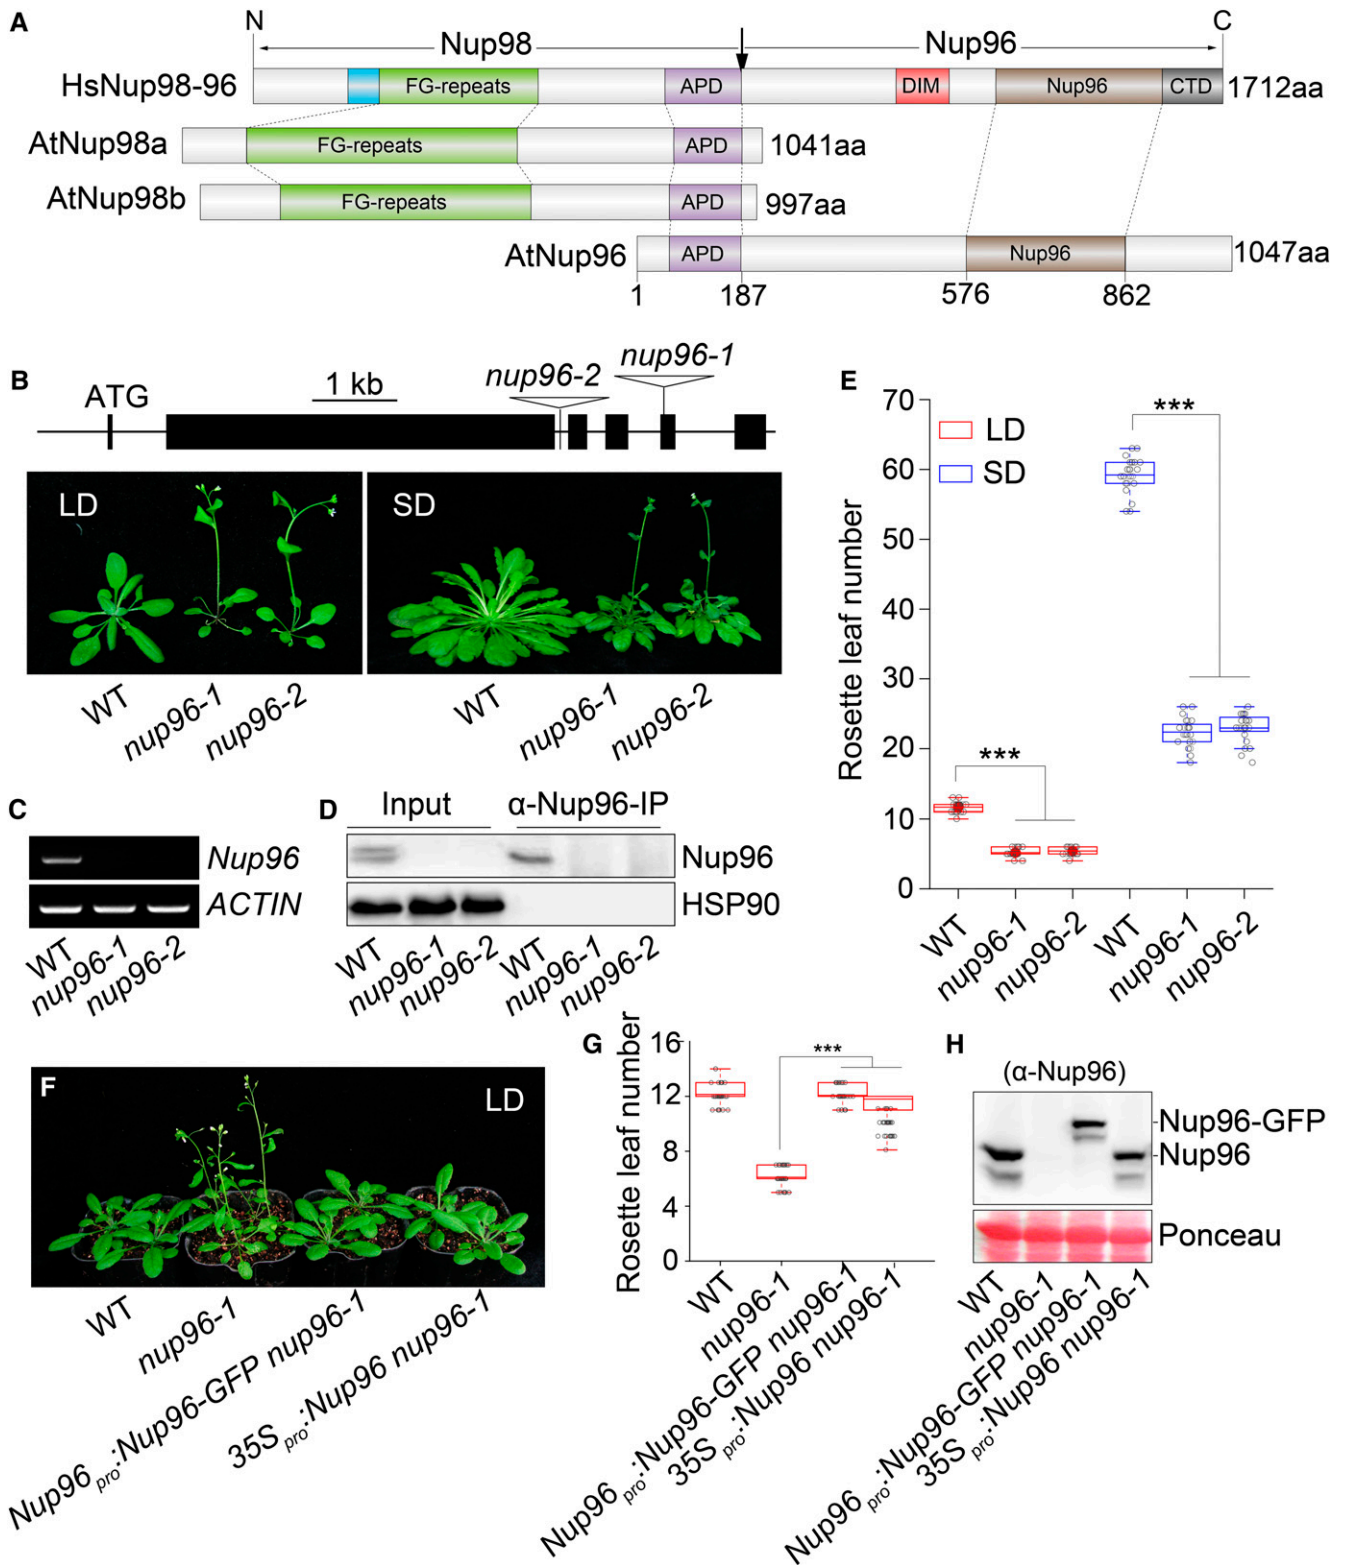 A
N
C
Nup98
Nup96
HsNup98-96
FG-repeats
APD
DIM
Nup96
CTD
1712aa
AtNup98a
FG-repeats
APD
1041aa
AtNup98b
FG-repeats
APD
997aa
AtNup96
APD
Nup96
1047aa
1
187
576
862
B
ATG
1 kb
nup96-2
nup96-1
LD
SD
WT
nup96-1
nup96-2
WT
nup96-1
nup96-2
C
Nup96
ACTIN
WT
nup96-1
nup96-2
D
Input
α-Nup96-IP
Nup96
HSP90
WT
nup96-1
nup96-2
WT
nup96-1
nup96-2
E
Rosette leaf number
70
60
50
40
30
20
10
0
LD
SD
***
***
WT
nup96-1
nup96-2
WT
nup96-1
nup96-2
F
LD
WT
nup96-1
Nup96pro:Nup96-GFP nup96-1
35Spro:Nup96 nup96-1
G
Rosette leaf number
16
12
8
4
0
***
WT
nup96-1
Nup96pro:Nup96-GFP nup96-1
35Spro:Nup96 nup96-1
H
(α-Nup96)
Nup96-GFP
Nup96
Ponceau
WT
nup96-1
Nup96pro:Nup96-GFP nup96-1
35Spro:Nup96 nup96-1